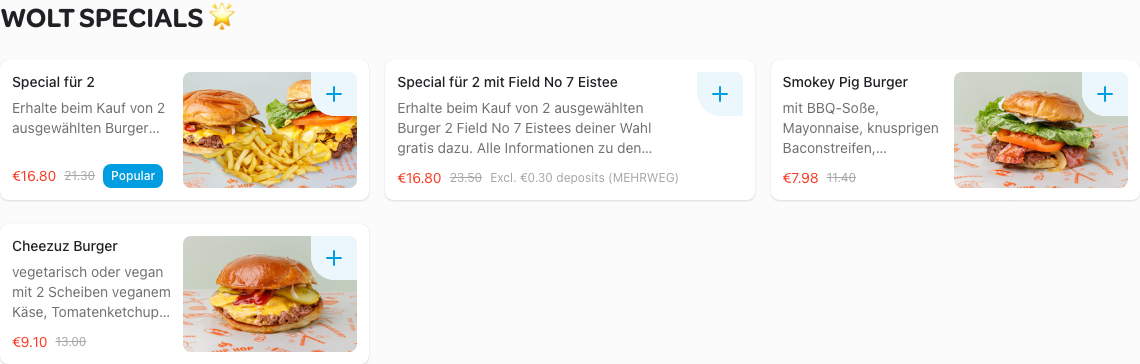 WOLT SPECIALS 🌟
Special für 2
Erhalte beim Kauf von 2
ausgewählten Burger...
€16.80 21.30 Popular
Special für 2 mit Field No 7 Eistee
Erhalte beim Kauf von 2 ausgewählten
Burger 2 Field No 7 Eistees deiner Wahl
gratis dazu. Alle Informationen zu den...
€16.80 23.50 Excl. €0.30 deposits (MEHRWEG)
Smokey Pig Burger
mit BBQ-Soße,
Mayonnaise, knusprigen
Baconstreifen,...
€7.98 11.40
Cheezuz Burger
vegetarisch oder vegan
mit 2 Scheiben veganem
Käse, Tomatenketchup...
€9.10 13.00